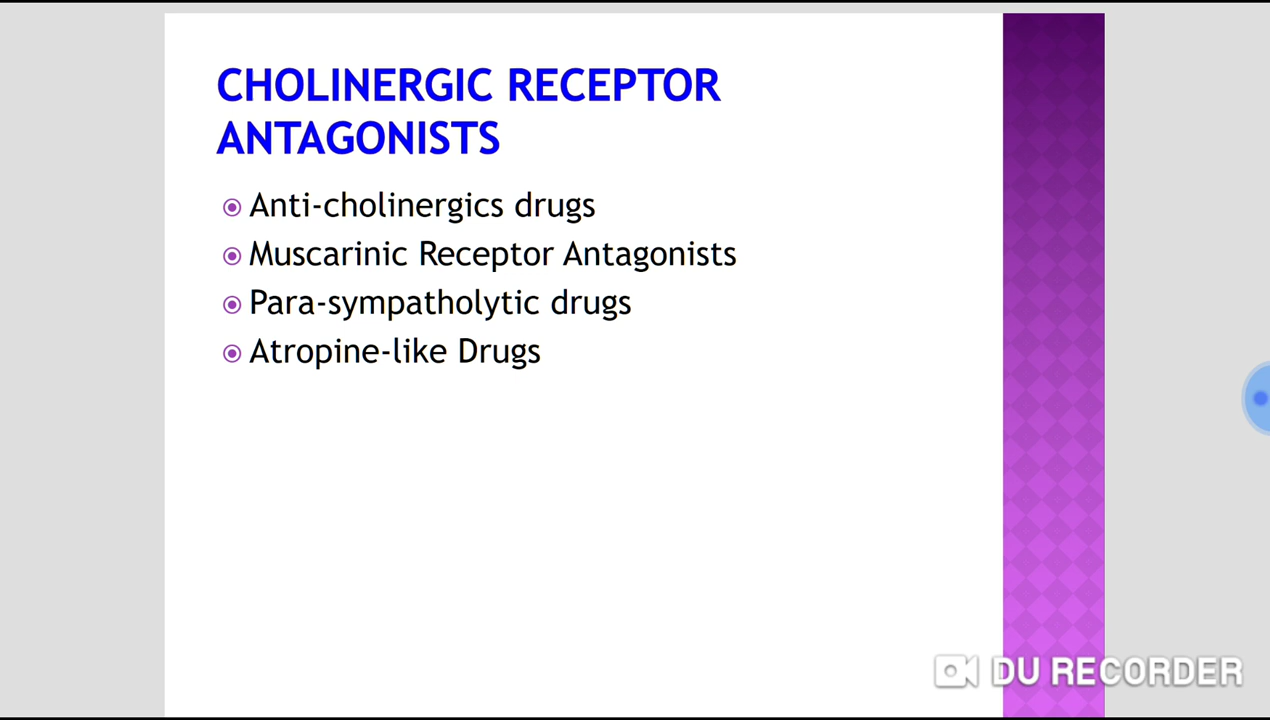 CHOLINERGIC RECEPTOR
ANTAGONISTS
Anti-cholinergics drugs
Muscarinic Receptor Antagonists
Para-sympatholytic drugs
Atropine-like Drugs
DU RECORDER